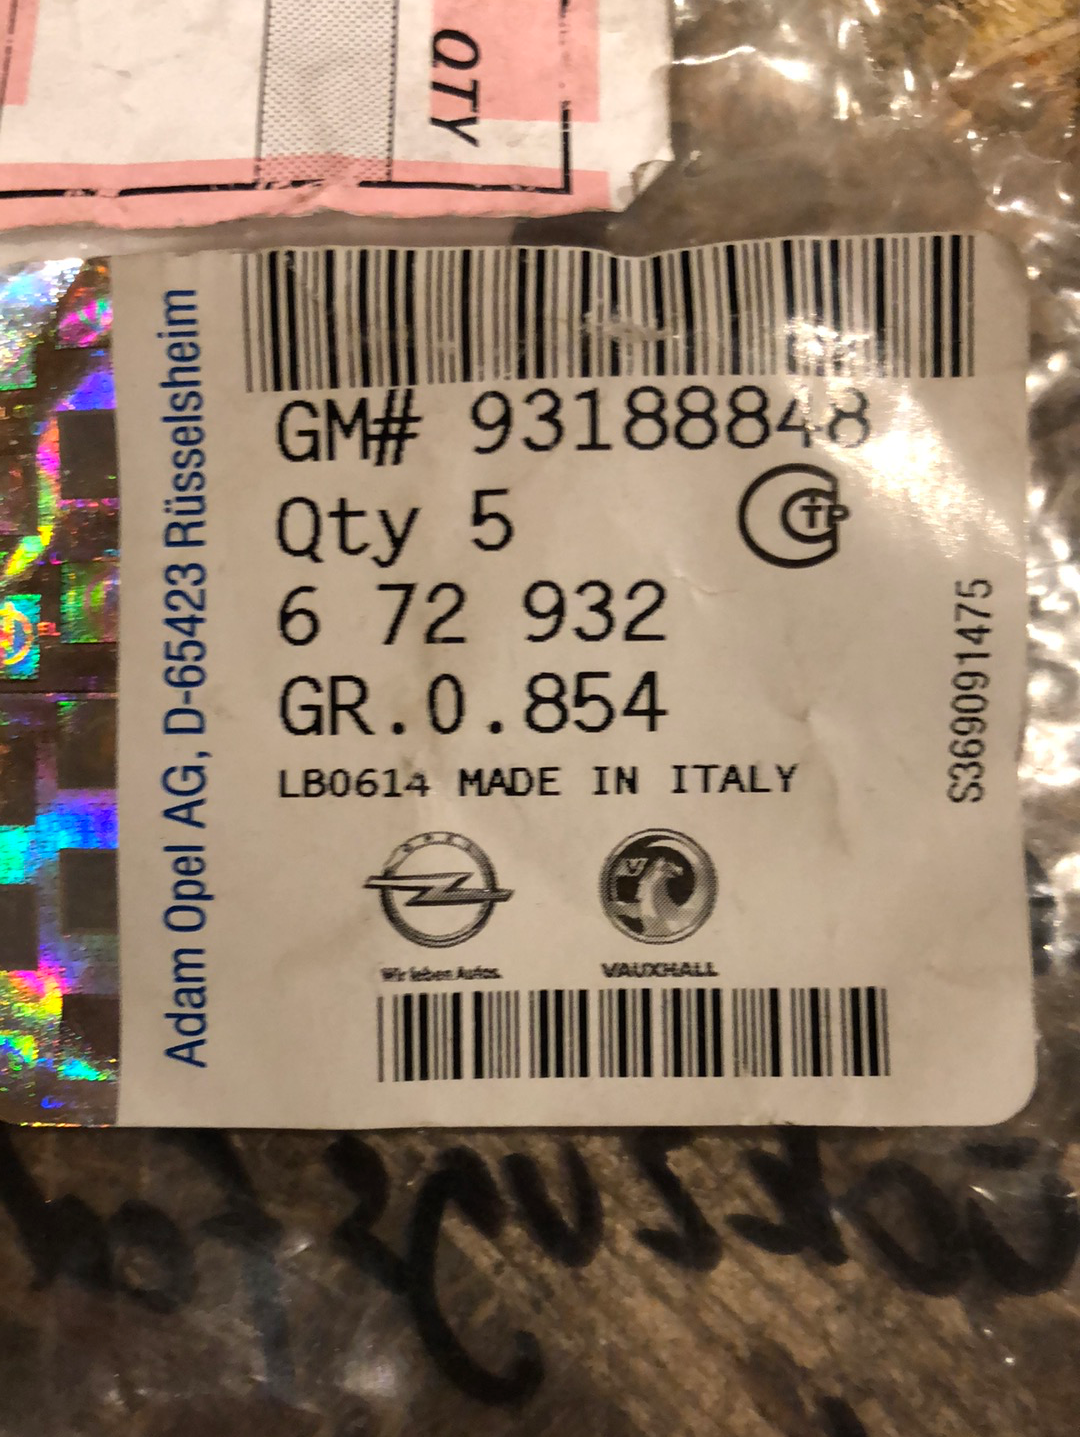 QTY
Adam Opel AG, D-65423 Rüsselsheim
GM# 93188848
Qty 5
6 72 932
GR.0.854
LB0614 MADE IN ITALY
S369091475
OPEL
Wir leben Autos.
VAUXHALL